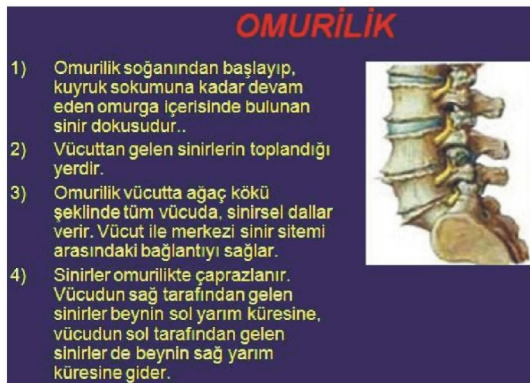 OMURİLİK
1) Omurilik soğanından başlayıp,
kuyruk sokumuna kadar devam
eden omurga içerisinde bulunan
sinir dokusudur..
2) Vücuttan gelen sinirlerin toplandığı
yerdir.
3) Omurilik vücutta ağaç kökü
şeklinde tüm vücuda, sinirsel dallar
verir. Vücut ile merkezi sinir sitemi
arasındaki bağlantıyı sağlar.
4) Sinirler omurilikte çaprazlanır.
Vücudun sağ tarafından gelen
sinirler beynin sol yarım küresine,
vücudun sol tarafından gelen
sinirler de beynin sağ yarım
küresine gider.